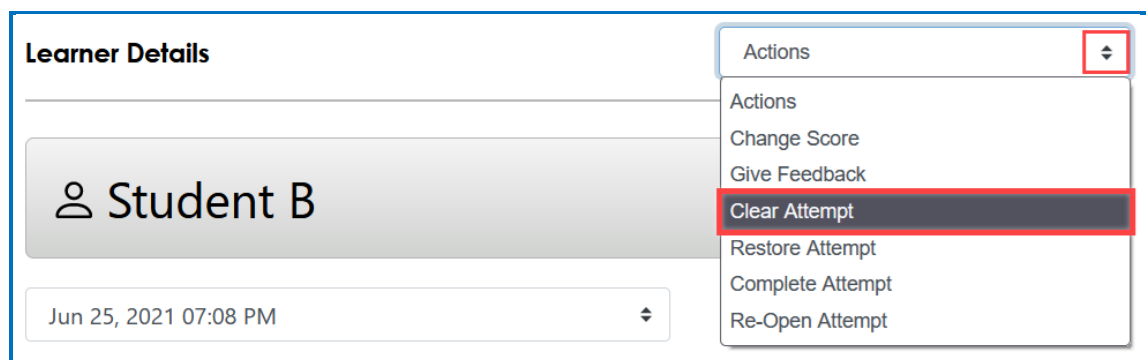 Learner Details
Actions
Actions
Change Score
Give Feedback
Clear Attempt
Restore Attempt
Complete Attempt
Re-Open Attempt
Student B
Jun 25, 2021 07:08 PM